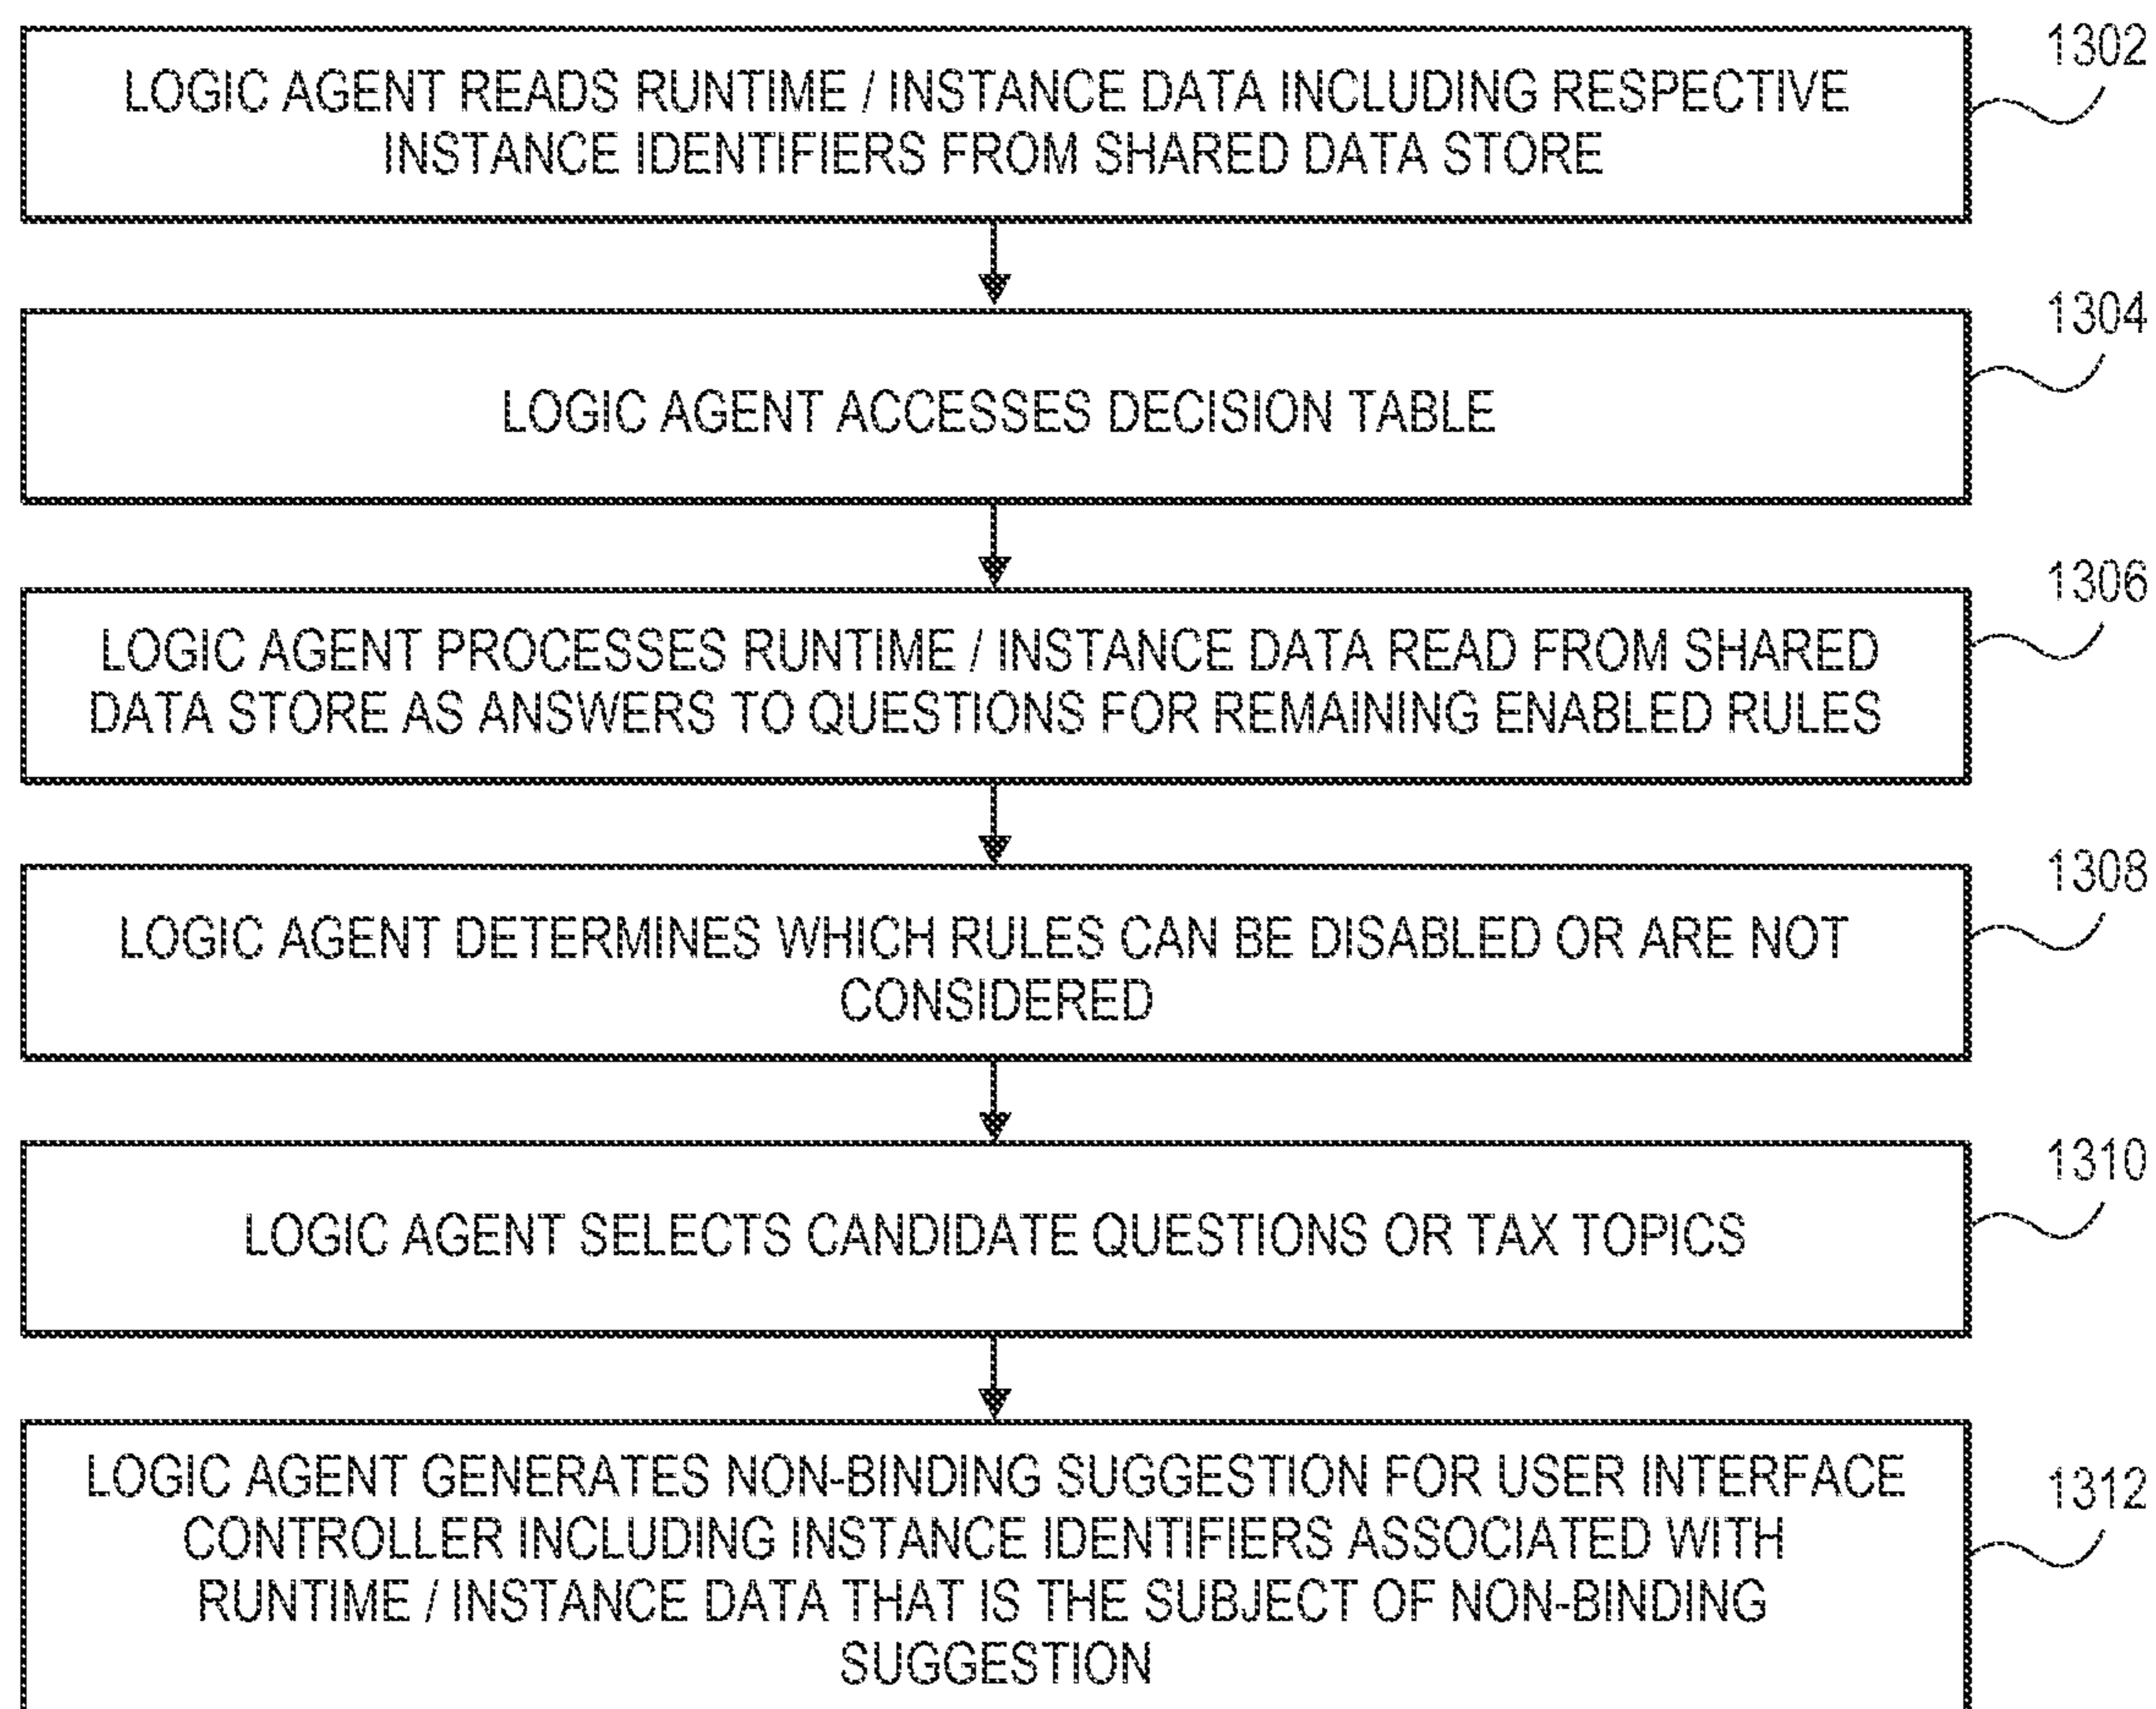 1302
LOGIC AGENT READS RUNTIME / INSTANCE DATA INCLUDING RESPECTIVE
INSTANCE IDENTIFIERS FROM SHARED DATA STORE
1304
LOGIC AGENT ACCESSES DECISION TABLE
1306
LOGIC AGENT PROCESSES RUNTIME / INSTANCE DATA READ FROM SHARED
DATA STORE AS ANSWERS TO QUESTIONS FOR REMAINING ENABLED RULES
1308
LOGIC AGENT DETERMINES WHICH RULES CAN BE DISABLED OR ARE NOT
CONSIDERED
1310
LOGIC AGENT SELECTS CANDIDATE QUESTIONS OR TAX TOPICS
1312
LOGIC AGENT GENERATES NON-BINDING SUGGESTION FOR USER INTERFACE
CONTROLLER INCLUDING INSTANCE IDENTIFIERS ASSOCIATED WITH
RUNTIME / INSTANCE DATA THAT IS THE SUBJECT OF NON-BINDING
SUGGESTION